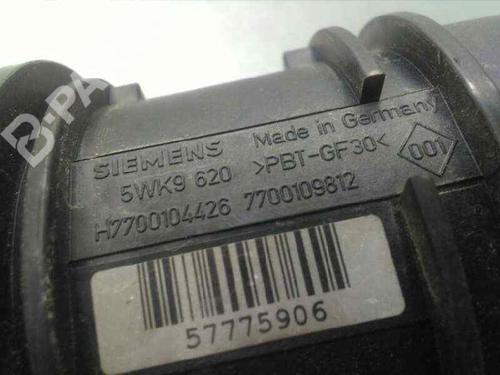 B-PA
SIEMENS Made in Germany
5WK9 620 >PBT-GF30< 001
H7700104426 7700109812
57775906